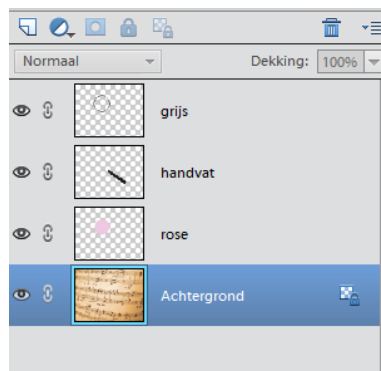 Normaal Dekking: 100%
grijs
handvat
rose
Achtergrond